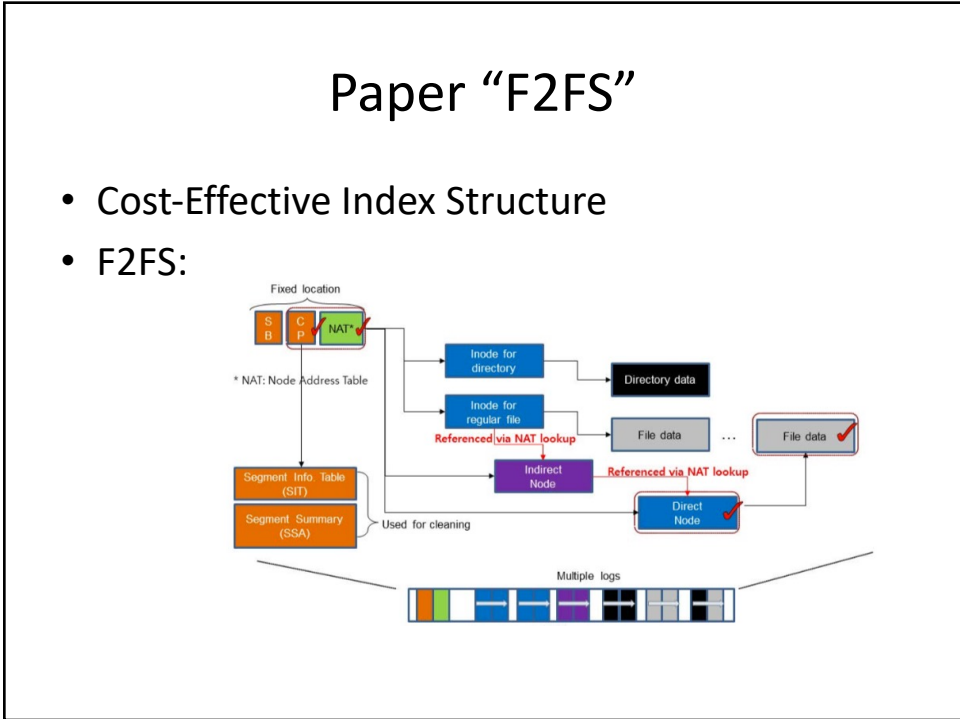 Paper “F2FS”
• Cost-Effective Index Structure
• F2FS:
Fixed location
S
B
C
P
NAT*
* NAT: Node Address Table
Inode for
directory
Directory data
Inode for
regular file
File data
...
File data
Referenced via NAT lookup
Indirect
Node
Referenced via NAT lookup
Direct
Node
Segment Info. Table
(SIT)
Segment Summary
(SSA)
Used for cleaning
Multiple logs